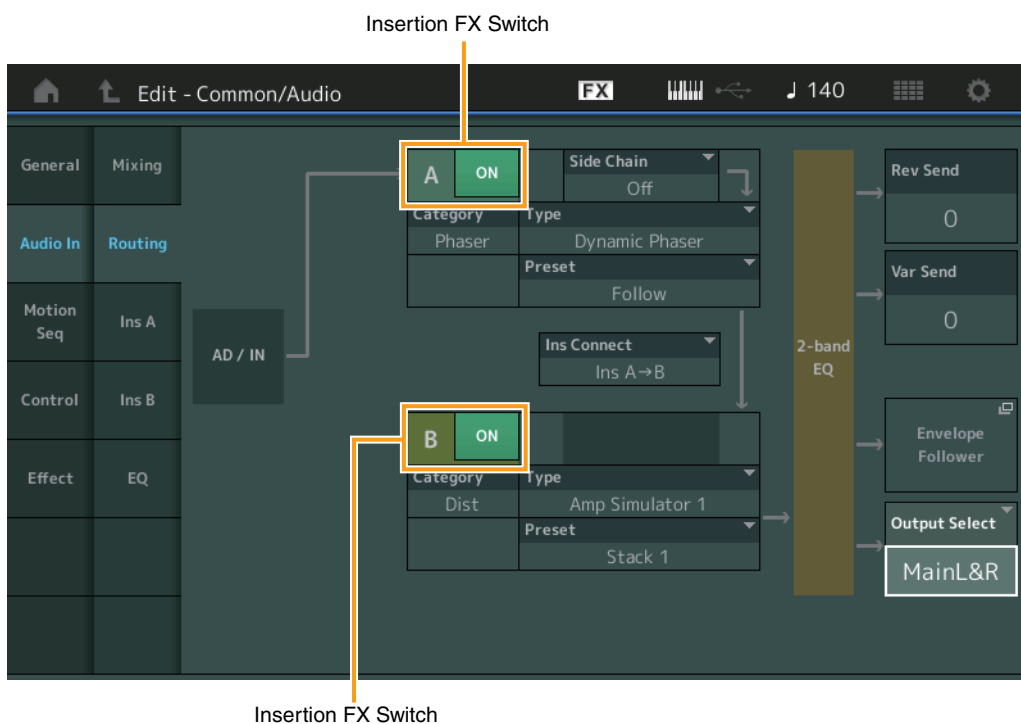 Insertion FX Switch
Edit - Common/Audio
FX
♩ 140
General
Mixing
Audio In
Routing
Motion
Seq
Ins A
Control
Ins B
Effect
EQ
AD / IN
A
ON
Side Chain
Off
Category
Phaser
Type
Dynamic Phaser
Preset
Follow
Ins Connect
Ins A→B
B
ON
Category
Dist
Type
Amp Simulator 1
Preset
Stack 1
2-band
EQ
Rev Send
0
Var Send
0
Envelope
Follower
Output Select
MainL&R
Insertion FX Switch